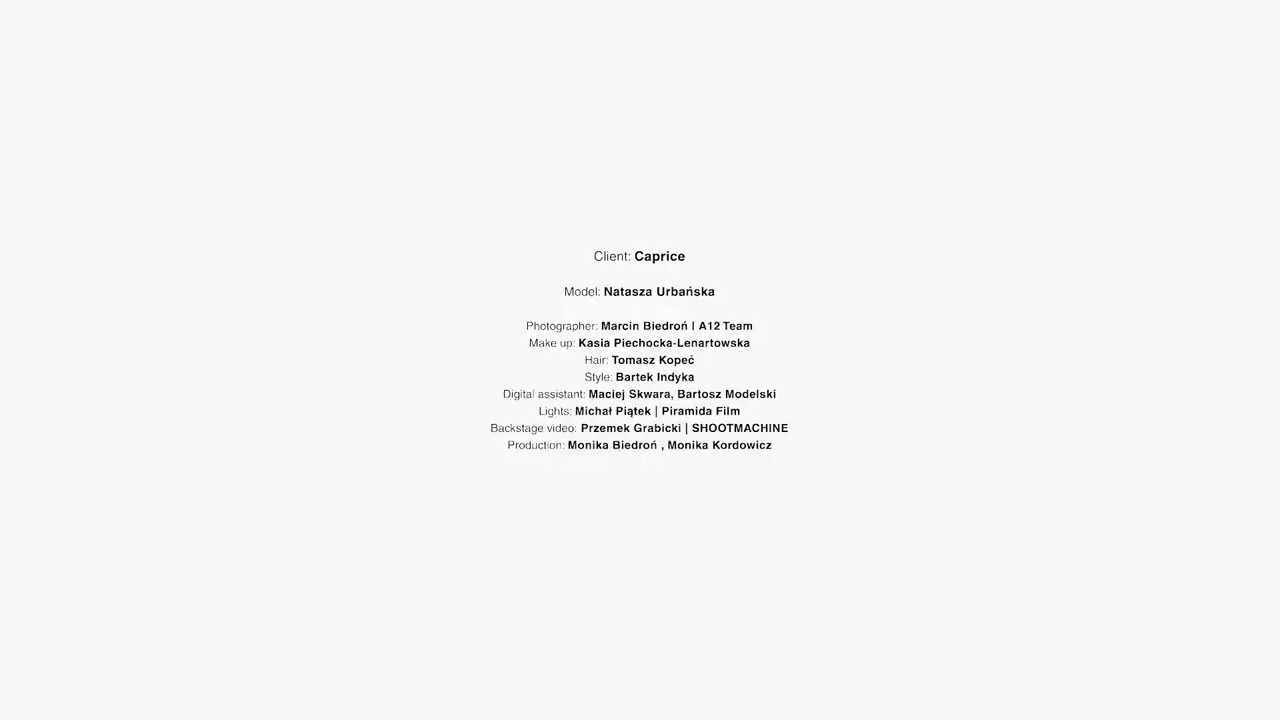 Client: Caprice
Model: Natasza Urbańska
Photographer: Marcin Biedroń | A12 Team
Make up: Kasia Piechocka-Lenartowska
Hair: Tomasz Kopeć
Style: Bartek Indyka
Digital assistant: Maciej Skwara, Bartosz Modelski
Lights: Michał Piątek | Piramida Film
Backstage video: Przemek Grabicki | SHOOTMACHINE
Production: Monika Biedroń , Monika Kordowicz